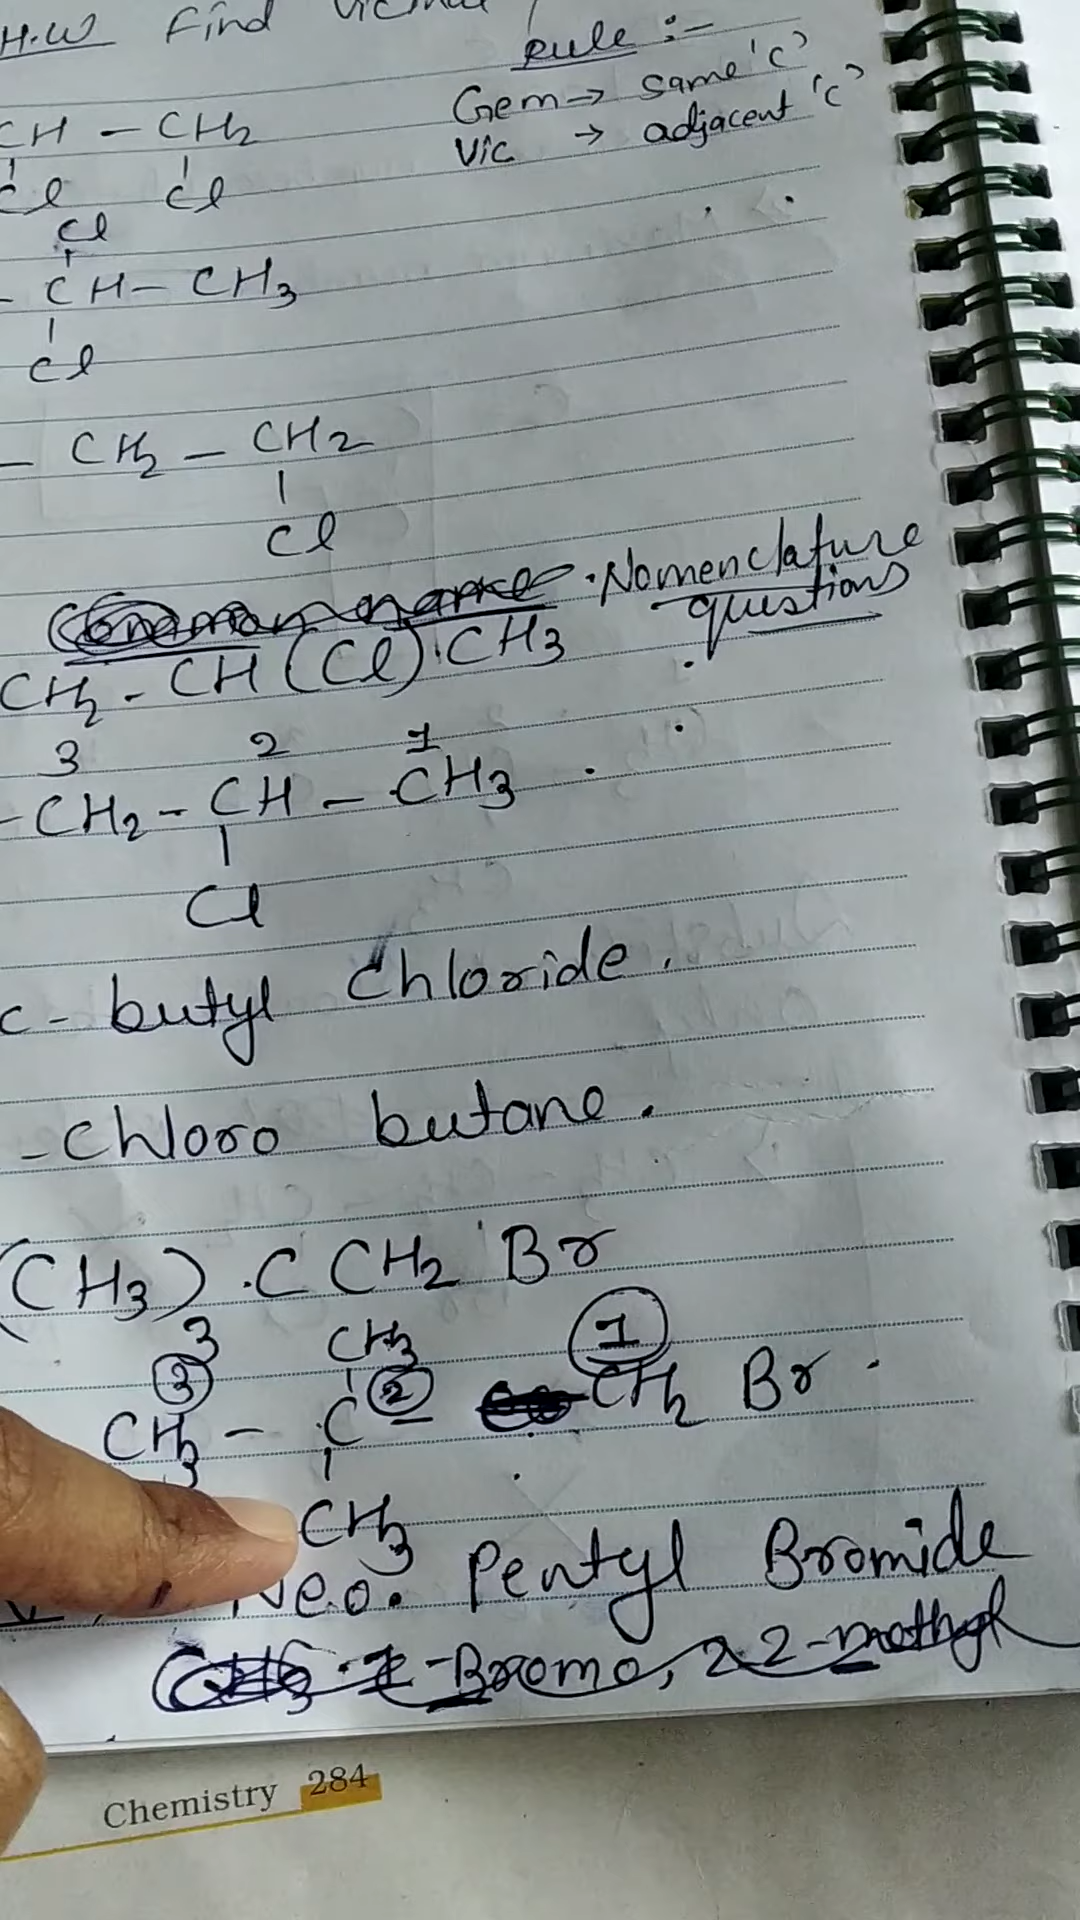 H.W Find
Rule :-
Gem → same 'c'
Vic → adjacent 'c'
CH - CH2
Cl Cl
Cl
- CH - CH3
Cl
- CH2 - CH2
Cl
Nomenclature
questions
CH2 - CH (Cl) . CH3
3 2 1
- CH2 - CH - CH3 .
Cl
c - butyl chloride .
- Chloro butane .
(CH3)3 . C CH2 Br
CH3
3 2 1
CH3 - C - CH2 Br .
CH3
Neo. Pentyl Bromide
-Bromo, 2 2 -methyl
Chemistry 284